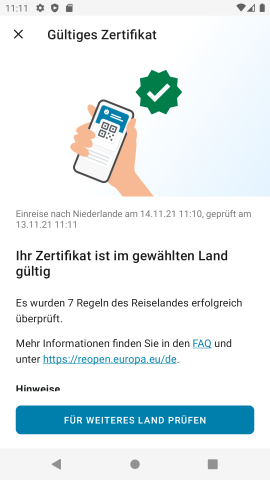 11:11
Gültiges Zertifikat
Einreise nach Niederlande am 14.11.21 11:10, geprüft am
13.11.21 11:11
Ihr Zertifikat ist im gewählten Land
gültig
Es wurden 7 Regeln des Reiselandes erfolgreich
überprüft.
Mehr Informationen finden Sie in den FAQ und
unter https://reopen.europa.eu/de.
Hinweise
FÜR WEITERES LAND PRÜFEN